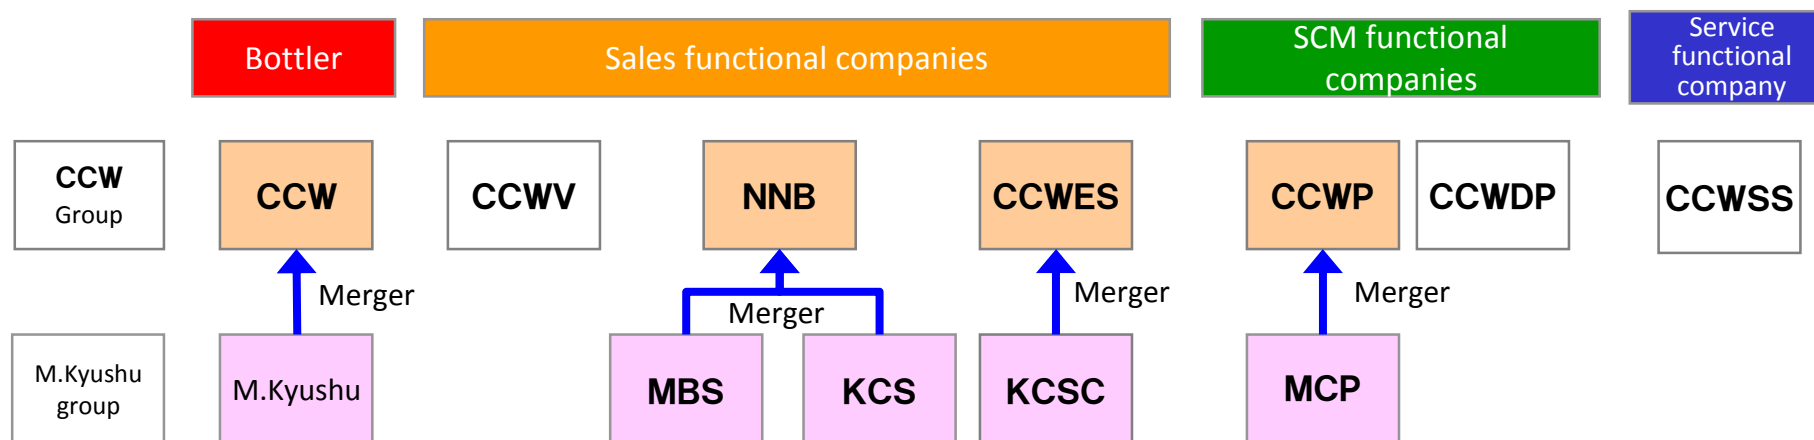 Bottler
Sales functional companies
SCM functional
companies
Service
functional
company
CCW
Group
CCW
CCWV
NNB
CCWES
CCWP
CCWDP
CCWSS
Merger
Merger
Merger
Merger
M.Kyushu
group
M.Kyushu
MBS
KCS
KCSC
MCP